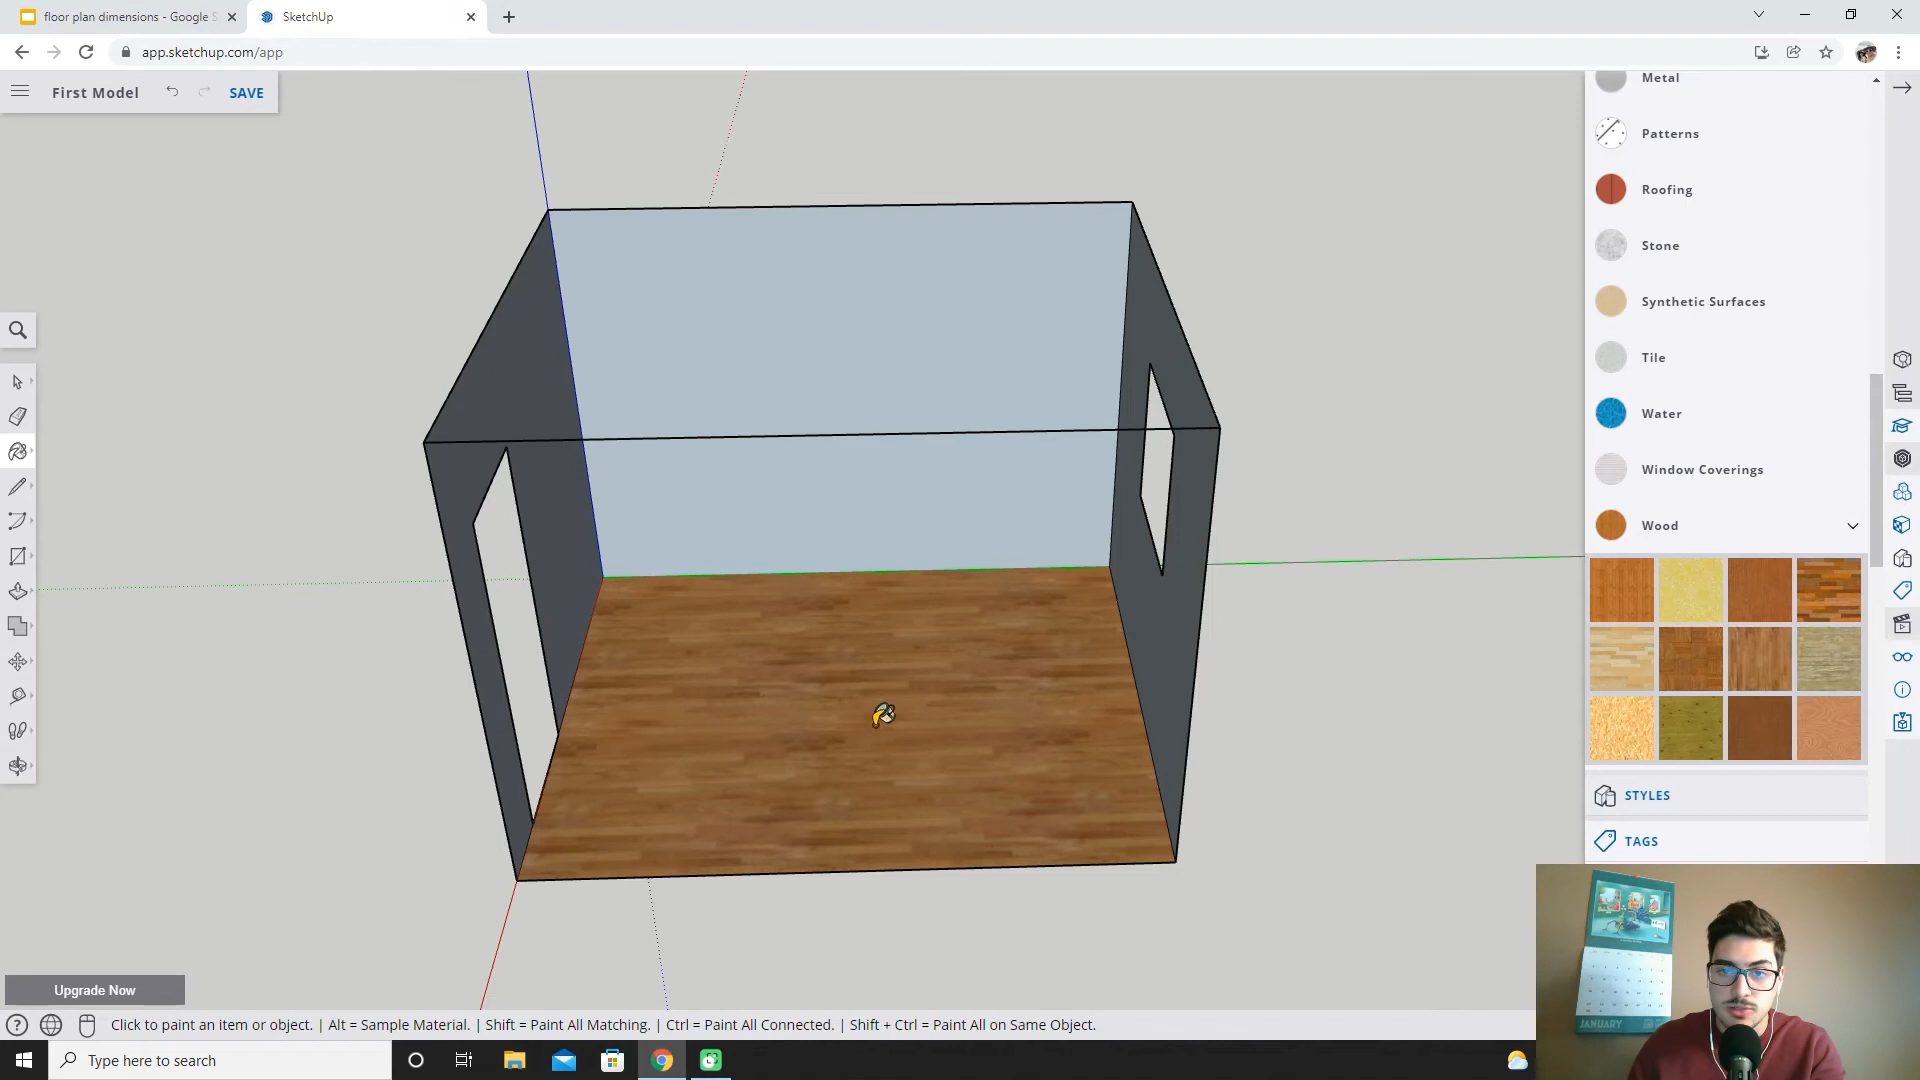 floor plan dimensions - Google S
SketchUp
app.sketchup.com/app
First Model
SAVE
Metal
Patterns
Roofing
Stone
Synthetic Surfaces
Tile
Water
Window Coverings
Wood
STYLES
TAGS
Upgrade Now
Click to paint an item or object. | Alt = Sample Material. | Shift = Paint All Matching. | Ctrl = Paint All Connected. | Shift + Ctrl = Paint All on Same Object.
JANUARY
Type here to search